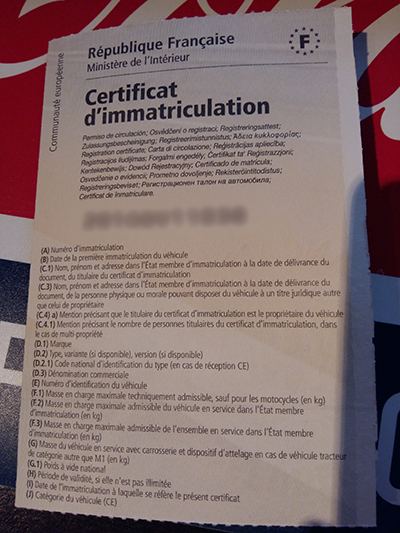 Communauté européenne
République Française
Ministère de l'Intérieur
F
Certificat
d'immatriculation
Permiso de circulación; Osvědčení o registraci; Registreringsattest;
Zulassungsbescheinigung; Registreerimistunnistus; Άδεια κυκλοφορίας;
Registration certificate; Carta di circolazione; Reģistrācijas apliecība;
Registracijos liudijimas; Forgalmi engedély; Ċertifikat ta' Reġistrazzjoni;
Kentekenbewijs; Dowód Rejestracyjny; Certificado de matrícula;
Osvedčenie o evidencii; Prometno dovoljenje; Rekisteröintitodistus;
Registreringsbeviset; Регистрационен талон на автомобила;
Certificat de înmatriculare.
(A) Numéro d'immatriculation
(B) Date de la première immatriculation du véhicule
(C.1) Nom, prénom et adresse dans l'État membre d'immatriculation à la date de délivrance du
document, du titulaire du certificat d'immatriculation
(C.3) Nom, prénom et adresse dans l'État membre d'immatriculation à la date de délivrance du
document, de la personne physique ou morale pouvant disposer du véhicule à un titre juridique autre
que celui de propriétaire
(C.4) a) Mention précisant que le titulaire du certificat d'immatriculation est le propriétaire du véhicule
(C.4.1) Mention précisant le nombre de personnes titulaires du certificat d'immatriculation, dans
le cas de multi-propriété
(D.1) Marque
(D.2) Type, variante (si disponible), version (si disponible)
(D.2.1) Code national d'identification du type (en cas de réception CE)
(D.3) Dénomination commerciale
(E) Numéro d'identification du véhicule
(F.1) Masse en charge maximale techniquement admissible, sauf pour les motocycles (en kg)
(F.2) Masse en charge maximale admissible du véhicule en service dans l'État membre
d'immatriculation (en kg)
(F.3) Masse en charge maximale admissible de l'ensemble en service dans l'État membre
d'immatriculation (en kg)
(G) Masse du véhicule en service avec carrosserie et dispositif d'attelage en cas de véhicule tracteur
de catégorie autre que M1 (en kg)
(G.1) Poids à vide national
(H) Période de validité, si elle n'est pas illimitée
(I) Date de l'immatriculation à laquelle se réfère le présent certificat
(J) Catégorie du véhicule (CE)